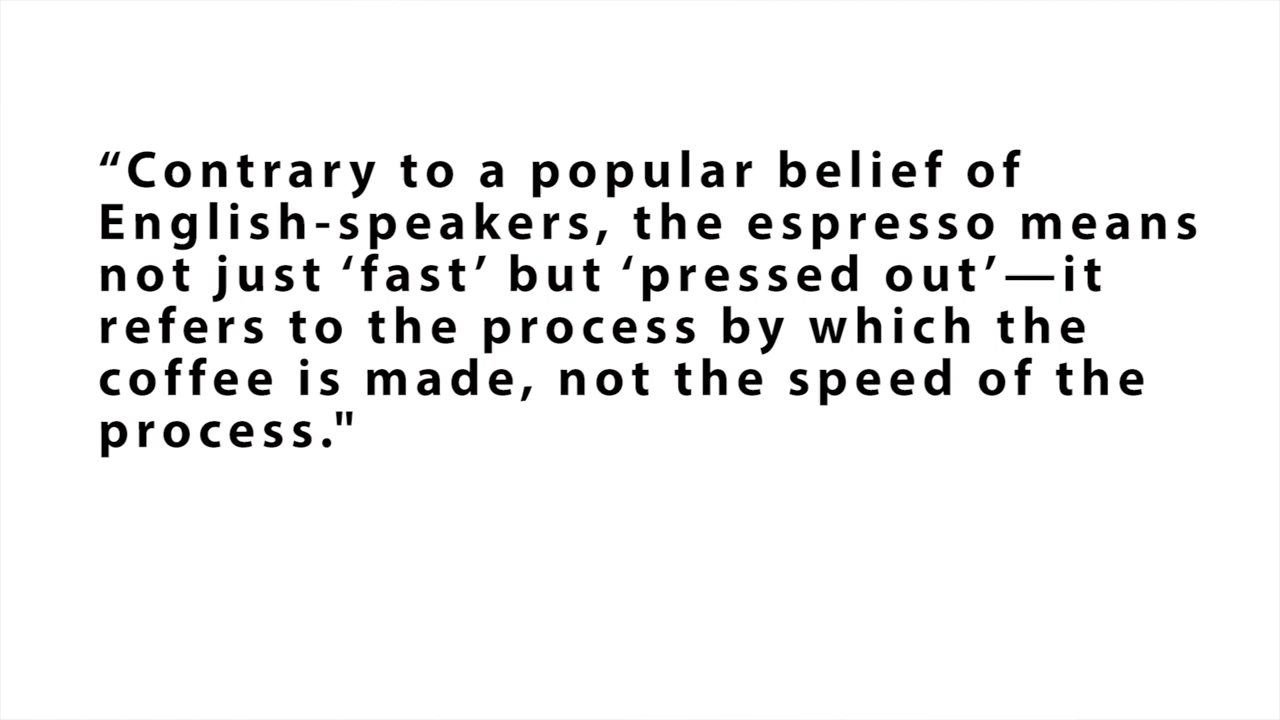 “Contrary to a popular belief of
English-speakers, the espresso means
not just ‘fast’ but ‘pressed out’—it
refers to the process by which the
coffee is made, not the speed of the
process."